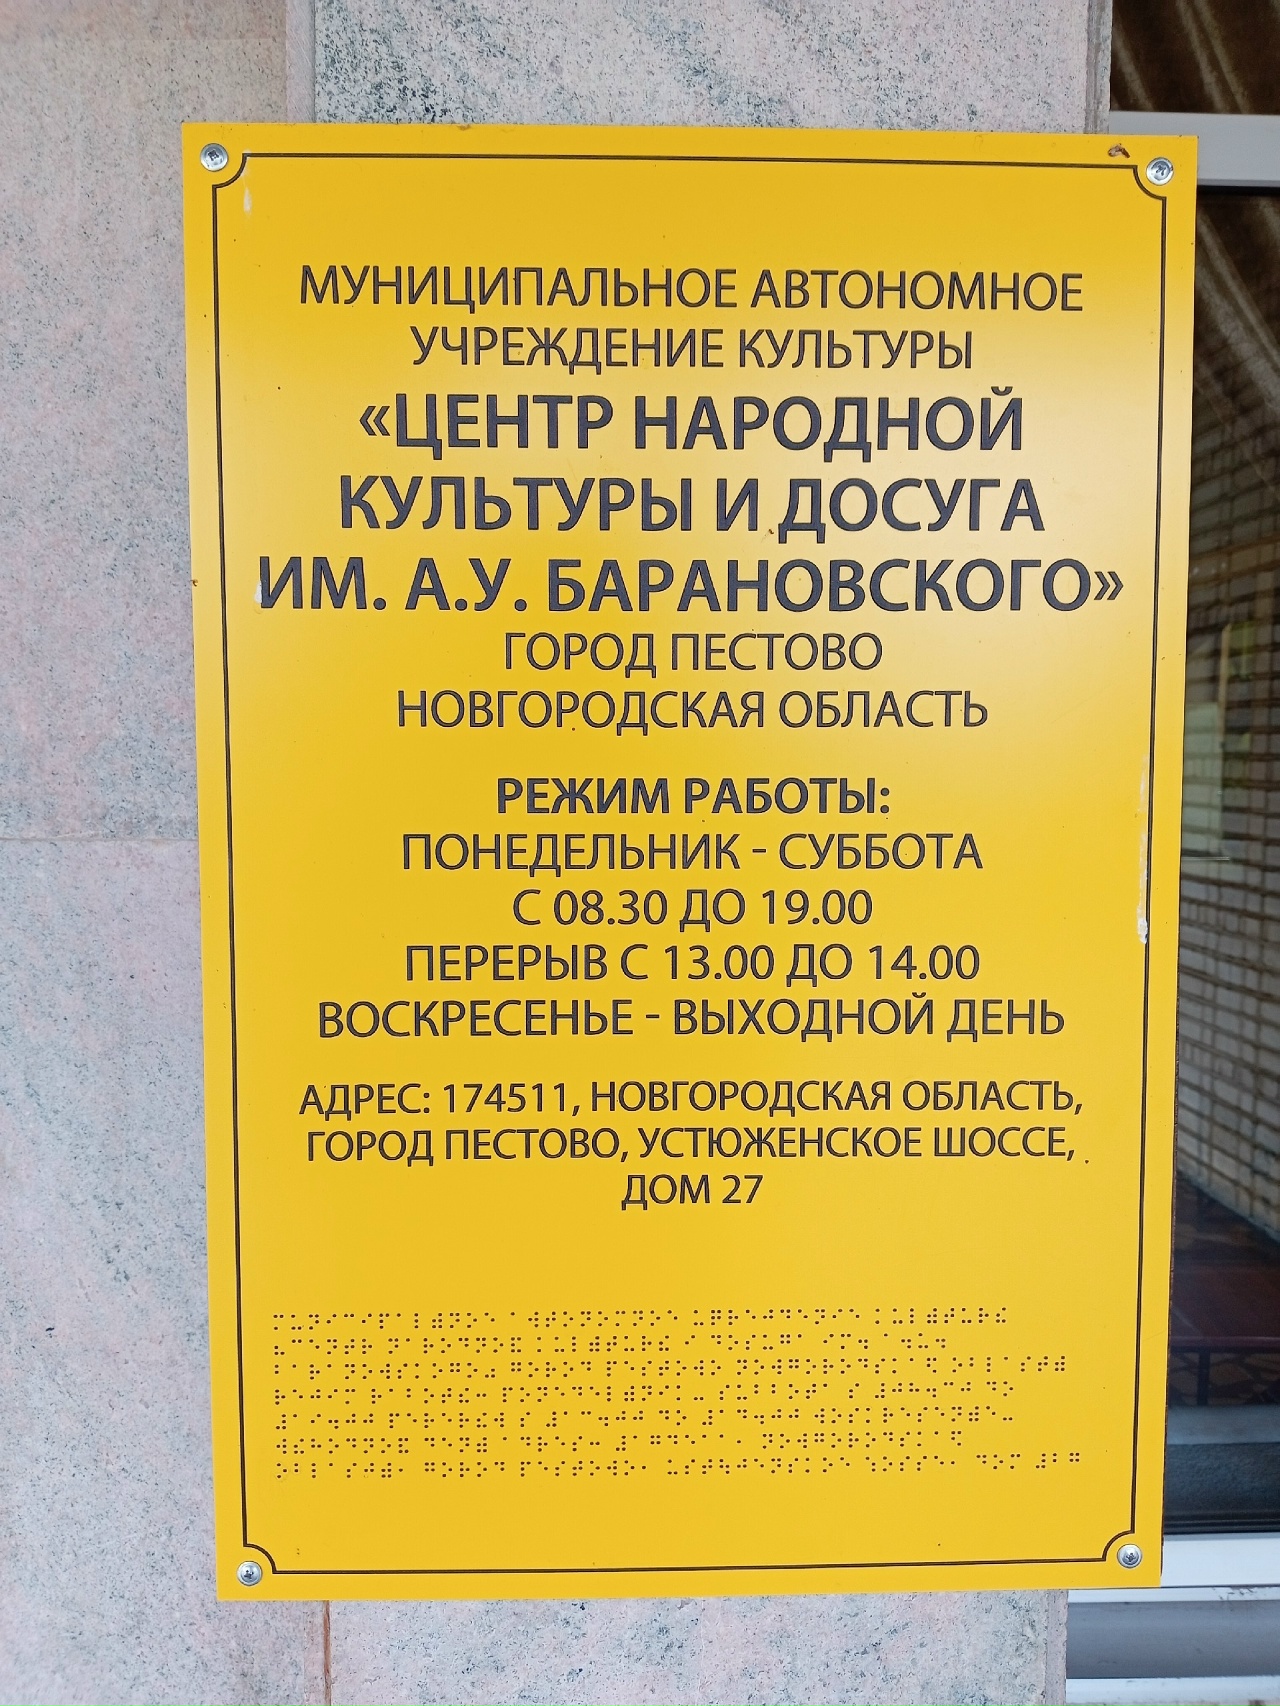 МУНИЦИПАЛЬНОЕ АВТОНОМНОЕ
УЧРЕЖДЕНИЕ КУЛЬТУРЫ
«ЦЕНТР НАРОДНОЙ
КУЛЬТУРЫ И ДОСУГА
ИМ. А.У. БАРАНОВСКОГО»
ГОРОД ПЕСТОВО
НОВГОРОДСКАЯ ОБЛАСТЬ
РЕЖИМ РАБОТЫ:
ПОНЕДЕЛЬНИК - СУББОТА
С 08.30 ДО 19.00
ПЕРЕРЫВ С 13.00 ДО 14.00
ВОСКРЕСЕНЬЕ - ВЫХОДНОЙ ДЕНЬ
АДРЕС: 174511, НОВГОРОДСКАЯ ОБЛАСТЬ,
ГОРОД ПЕСТОВО, УСТЮЖЕНСКОЕ ШОССЕ,
ДОМ 27